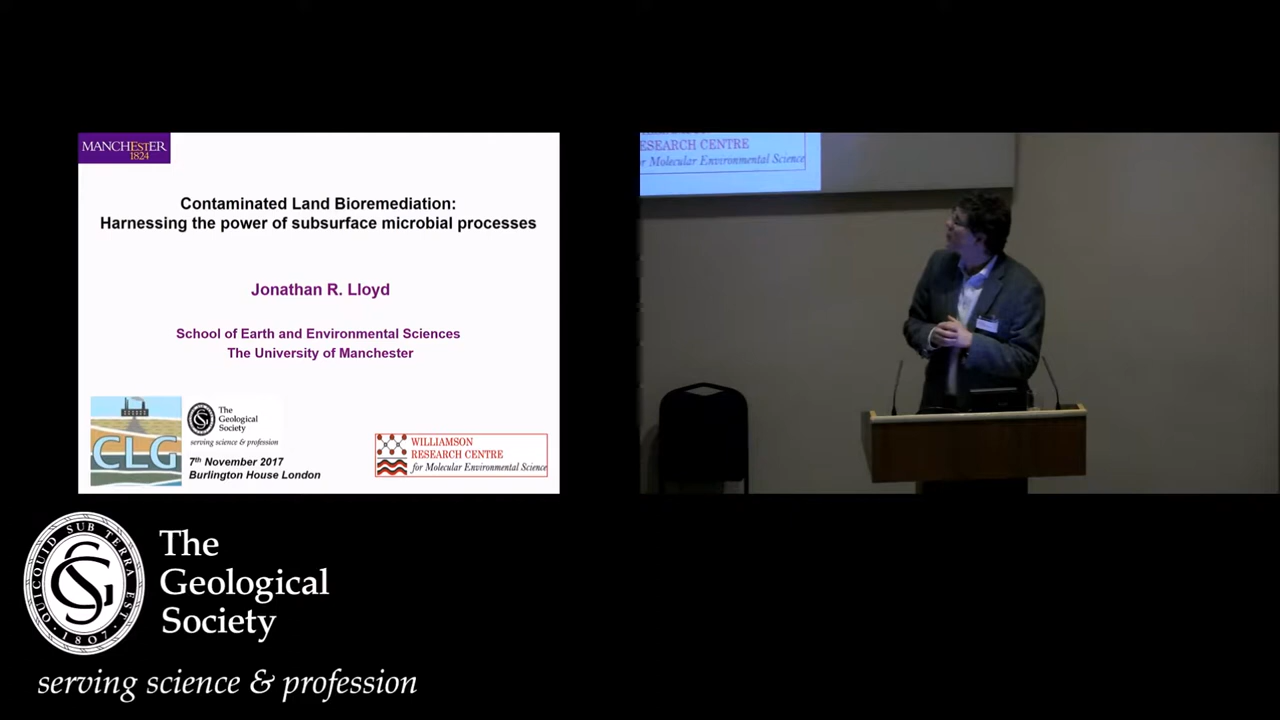 MANCHESTER
1824
Contaminated Land Bioremediation:
Harnessing the power of subsurface microbial processes
Jonathan R. Lloyd
School of Earth and Environmental Sciences
The University of Manchester
CLG
The
Geological
Society
serving science & profession
7th November 2017
Burlington House London
WILLIAMSON
RESEARCH CENTRE
for Molecular Environmental Science
ESEARCH CENTRE
r Molecular Environmental Science
QUICQUID SUB TERRA EST
1807
The
Geological
Society
serving science & profession